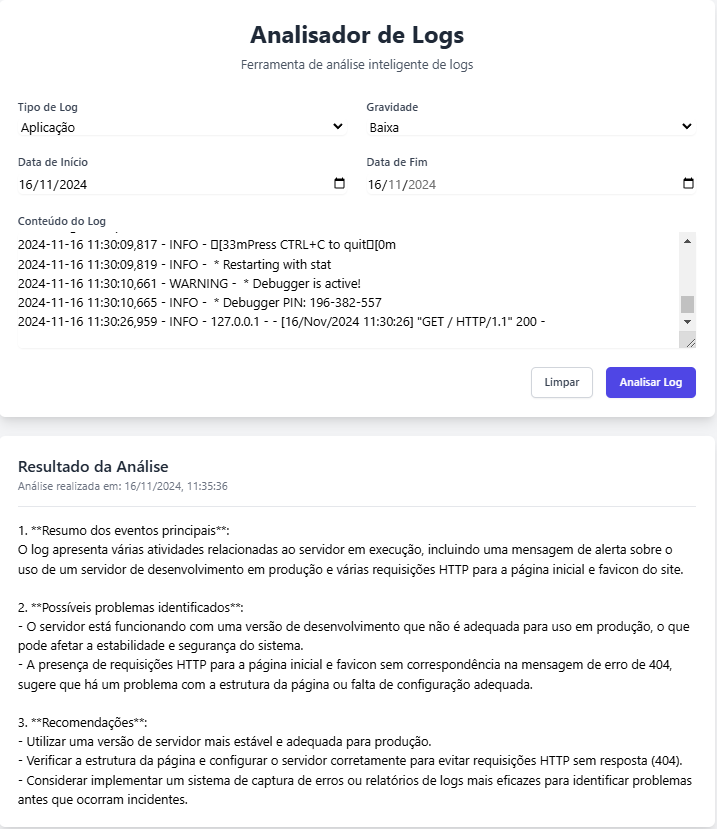 Analisador de Logs
Ferramenta de análise inteligente de logs
Tipo de Log
Gravidade
Aplicação
Baixa
Data de Início
Data de Fim
16/11/2024
16/11/2024
Conteúdo do Log
2024-11-16 11:30:09,817 - INFO - □[33mPress CTRL+C to quit□[0m
2024-11-16 11:30:09,819 - INFO -  * Restarting with stat
2024-11-16 11:30:10,661 - WARNING -  * Debugger is active!
2024-11-16 11:30:10,665 - INFO -  * Debugger PIN: 196-382-557
2024-11-16 11:30:26,959 - INFO - 127.0.0.1 - - [16/Nov/2024 11:30:26] "GET / HTTP/1.1" 200 -
Limpar
Analisar Log
Resultado da Análise
Análise realizada em: 16/11/2024, 11:35:36
1. **Resumo dos eventos principais**:
O log apresenta várias atividades relacionadas ao servidor em execução, incluindo uma mensagem de alerta sobre o
uso de um servidor de desenvolvimento em produção e várias requisições HTTP para a página inicial e favicon do site.
2. **Possíveis problemas identificados**:
- O servidor está funcionando com uma versão de desenvolvimento que não é adequada para uso em produção, o que
pode afetar a estabilidade e segurança do sistema.
- A presença de requisições HTTP para a página inicial e favicon sem correspondência na mensagem de erro de 404,
sugere que há um problema com a estrutura da página ou falta de configuração adequada.
3. **Recomendações**:
- Utilizar uma versão de servidor mais estável e adequada para produção.
- Verificar a estrutura da página e configurar o servidor corretamente para evitar requisições HTTP sem resposta (404).
- Considerar implementar um sistema de captura de erros ou relatórios de logs mais eficazes para identificar problemas
antes que ocorram incidentes.